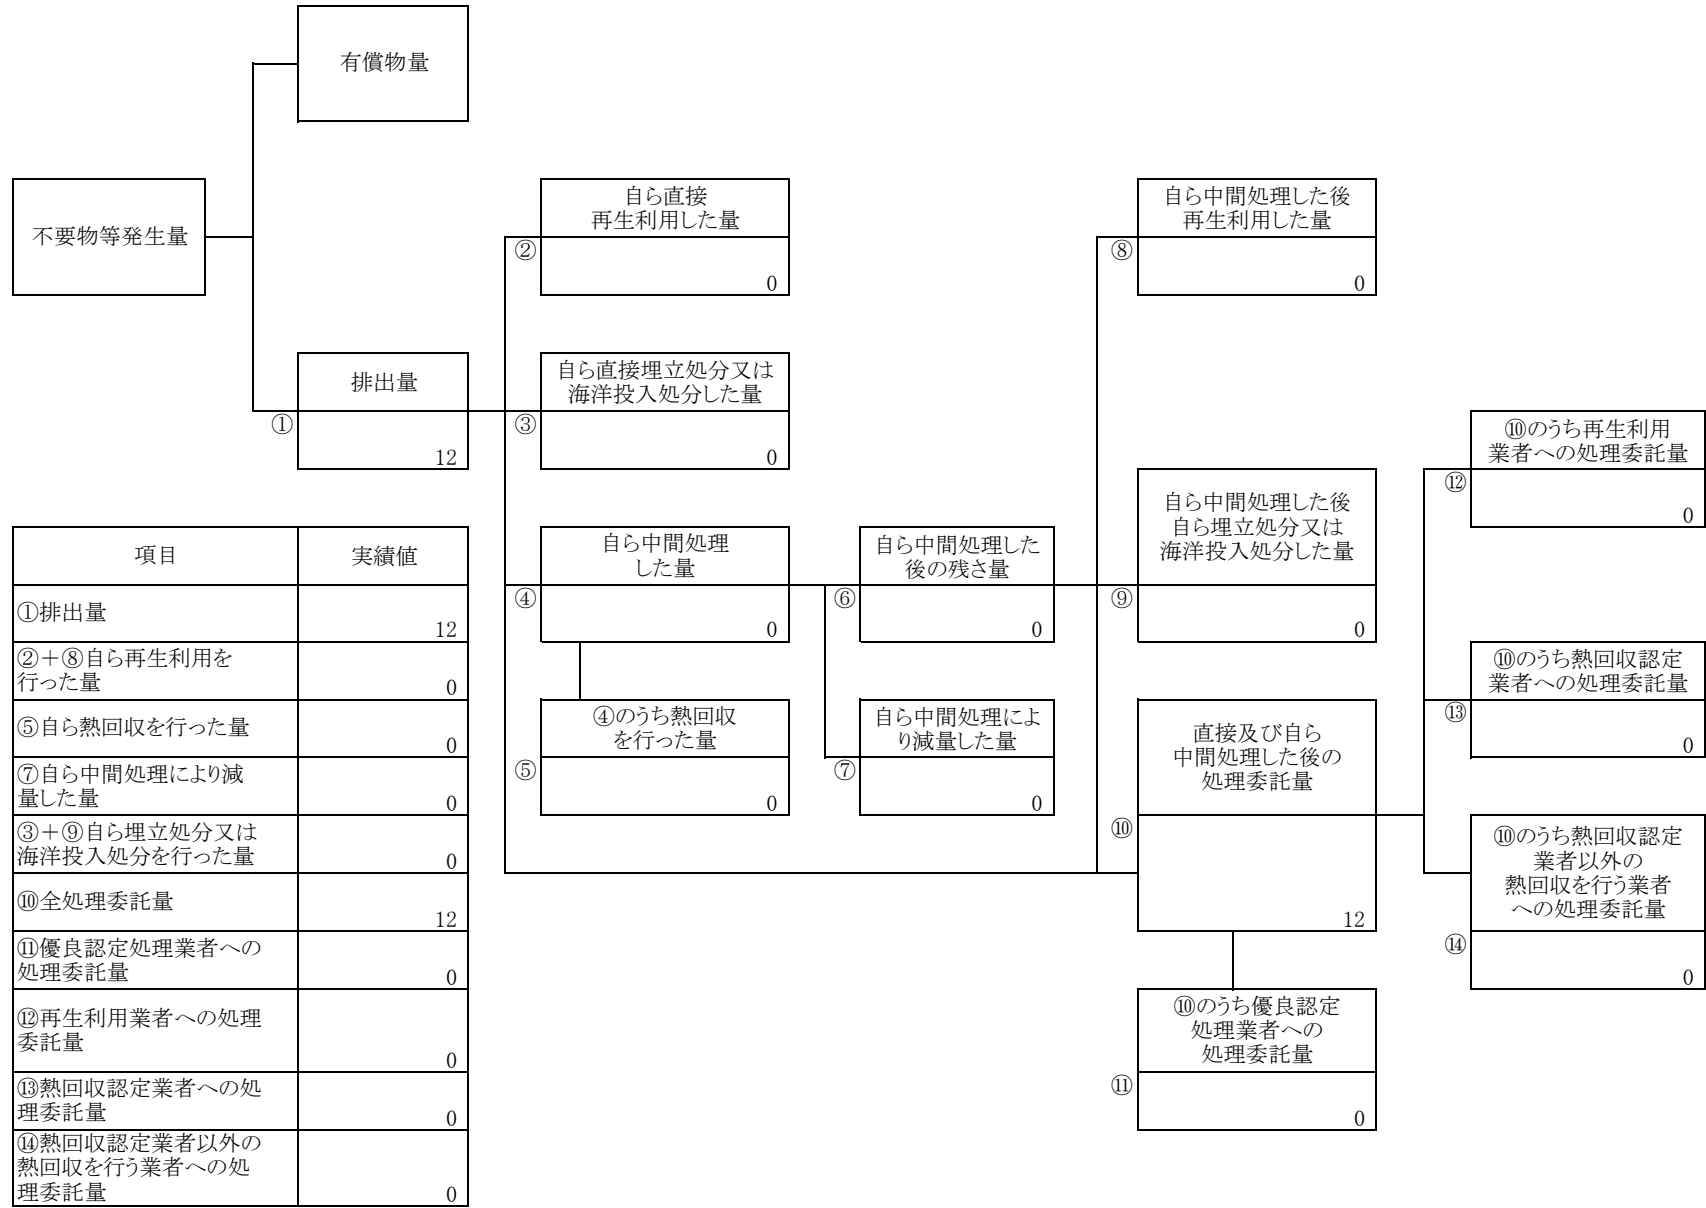 有償物量
不要物等発生量
排出量
①
12
自ら直接
再生利用した量
②
0
自ら直接埋立処分又は
海洋投入処分した量
③
0
自ら中間処理
した量
④
0
④のうち熱回収
を行った量
⑤
0
自ら中間処理した
後の残さ量
⑥
0
自ら中間処理によ
り減量した量
⑦
0
自ら中間処理した後
再生利用した量
⑧
0
自ら中間処理した後
自ら埋立処分又は
海洋投入処分した量
⑨
0
直接及び自ら
中間処理した後の
処理委託量
⑩
12
⑩のうち優良認定
処理業者への
処理委託量
⑪
0
⑩のうち再生利用
業者への処理委託量
⑫
0
⑩のうち熱回収認定
業者への処理委託量
⑬
0
⑩のうち熱回収認定
業者以外の
熱回収を行う業者
への処理委託量
⑭
0
項目 実績値
①排出量
12
②＋⑧自ら再生利用を
行った量
0
⑤自ら熱回収を行った量
0
⑦自ら中間処理により減
量した量
0
③＋⑨自ら埋立処分又は
海洋投入処分を行った量
0
⑩全処理委託量
12
⑪優良認定処理業者への
処理委託量
0
⑫再生利用業者への処理
委託量
0
⑬熱回収認定業者への処
理委託量
0
⑭熱回収認定業者以外の
熱回収を行う業者への処
理委託量
0